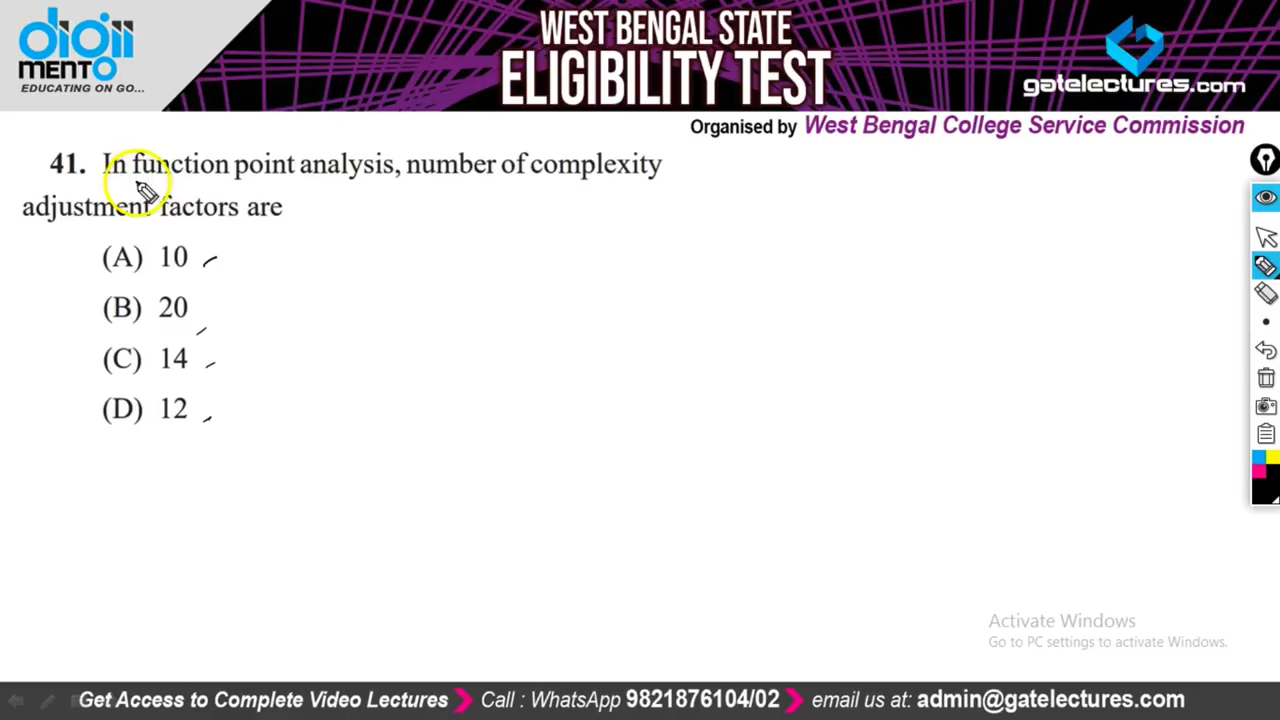 digii
MENTO
EDUCATING ON GO...
WEST BENGAL STATE
ELIGIBILITY TEST
gatelectures.com
Organised by West Bengal College Service Commission
41. In function point analysis, number of complexity
adjustment factors are
(A) 10
(B) 20
(C) 14
(D) 12
Activate Windows
Go to PC settings to activate Windows.
Get Access to Complete Video Lectures Call : WhatsApp 9821876104/02 email us at: admin@gatelectures.com